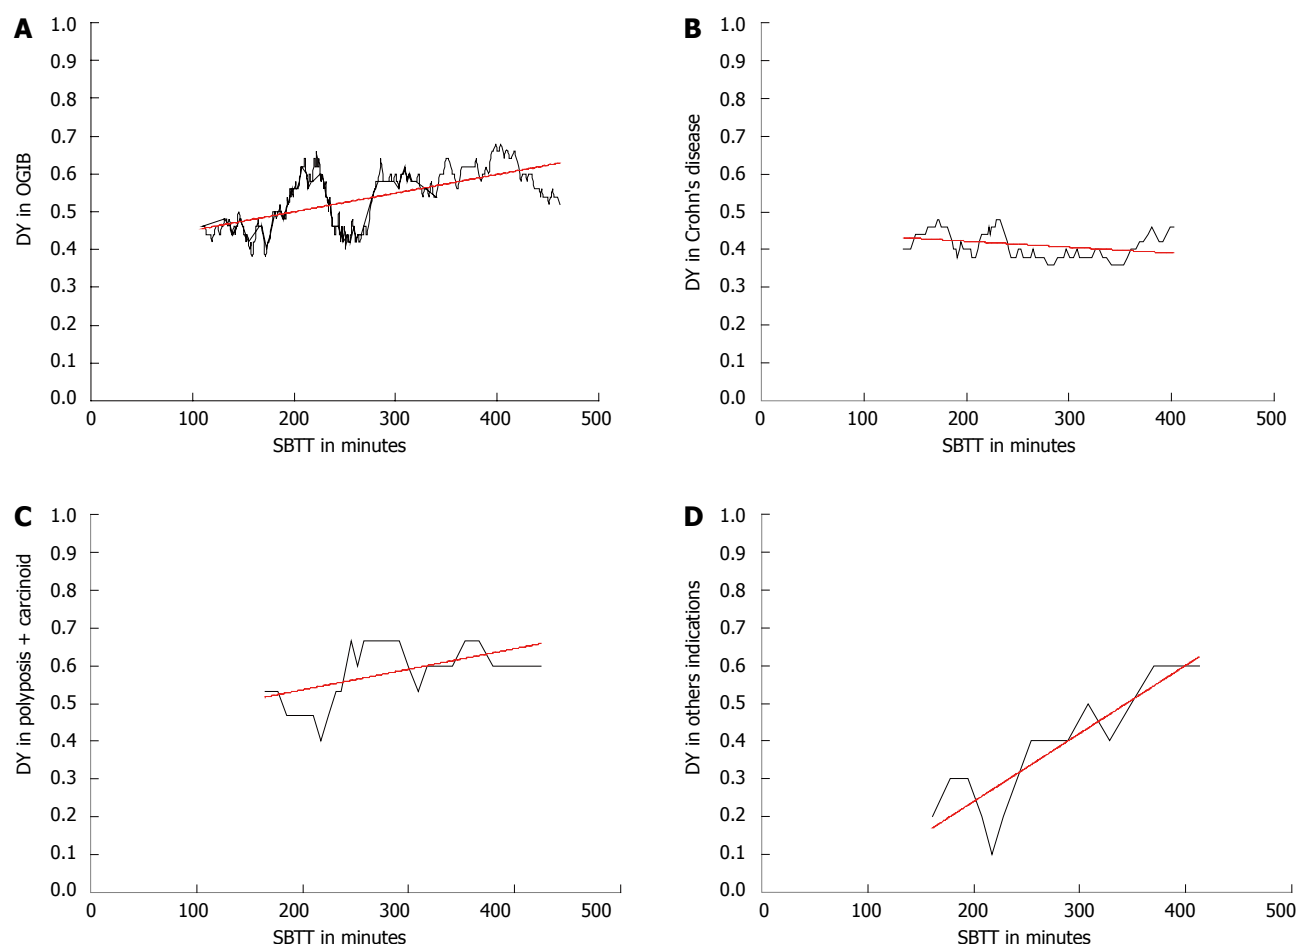 A
DY in OGIB
1.0
0.9
0.8
0.7
0.6
0.5
0.4
0.3
0.2
0.1
0.0
0 100 200 300 400 500
SBTT in minutes
B
DY in Crohn's disease
1.0
0.9
0.8
0.7
0.6
0.5
0.4
0.3
0.2
0.1
0.0
0 100 200 300 400 500
SBTT in minutes
C
DY in polyposis + carcinoid
1.0
0.9
0.8
0.7
0.6
0.5
0.4
0.3
0.2
0.1
0.0
0 100 200 300 400 500
SBTT in minutes
D
DY in others indications
1.0
0.9
0.8
0.7
0.6
0.5
0.4
0.3
0.2
0.1
0.0
0 100 200 300 400 500
SBTT in minutes